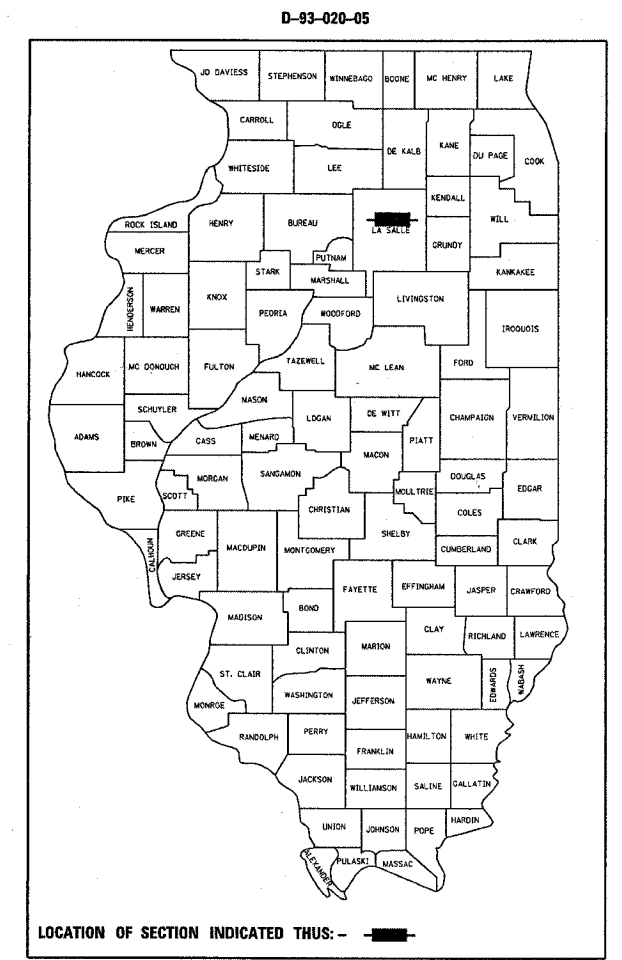 D-93-020-05
JO DAVIESS
STEPHENSON
WINNEBAGO
BOONE
MC HENRY
LAKE
CARROLL
OGLE
DE KALB
KANE
DU PAGE
COOK
WHITESIDE
LEE
KENDALL
ROCK ISLAND
HENRY
BUREAU
LA SALLE
WILL
GRUNDY
MERCER
PUTNAM
STARK
MARSHALL
KANKAKEE
HENDERSON
WARREN
KNOX
PEORIA
WOODFORD
LIVINGSTON
IROQUOIS
HANCOCK
MC DONOUGH
FULTON
TAZEWELL
MC LEAN
FORD
MASON
SCHUYLER
LOGAN
DE WITT
CHAMPAIGN
VERMILION
ADAMS
BROWN
CASS
MENARD
PIATT
MACON
PIKE
SCOTT
MORGAN
SANGAMON
DOUGLAS
EDGAR
MOULTRIE
CHRISTIAN
COLES
CALHOUN
GREENE
MACOUPIN
MONTGOMERY
SHELBY
CUMBERLAND
CLARK
JERSEY
FAYETTE
EFFINGHAM
JASPER
CRAWFORD
MADISON
BOND
CLAY
RICHLAND
LAWRENCE
CLINTON
MARION
ST. CLAIR
WAYNE
EDWARDS
WABASH
WASHINGTON
JEFFERSON
MONROE
RANDOLPH
PERRY
HAMILTON
WHITE
FRANKLIN
JACKSON
WILLIAMSON
SALINE
GALLATIN
UNION
JOHNSON
POPE
HARDIN
ALEXANDER
PULASKI
MASSAC
LOCATION OF SECTION INDICATED THUS: -